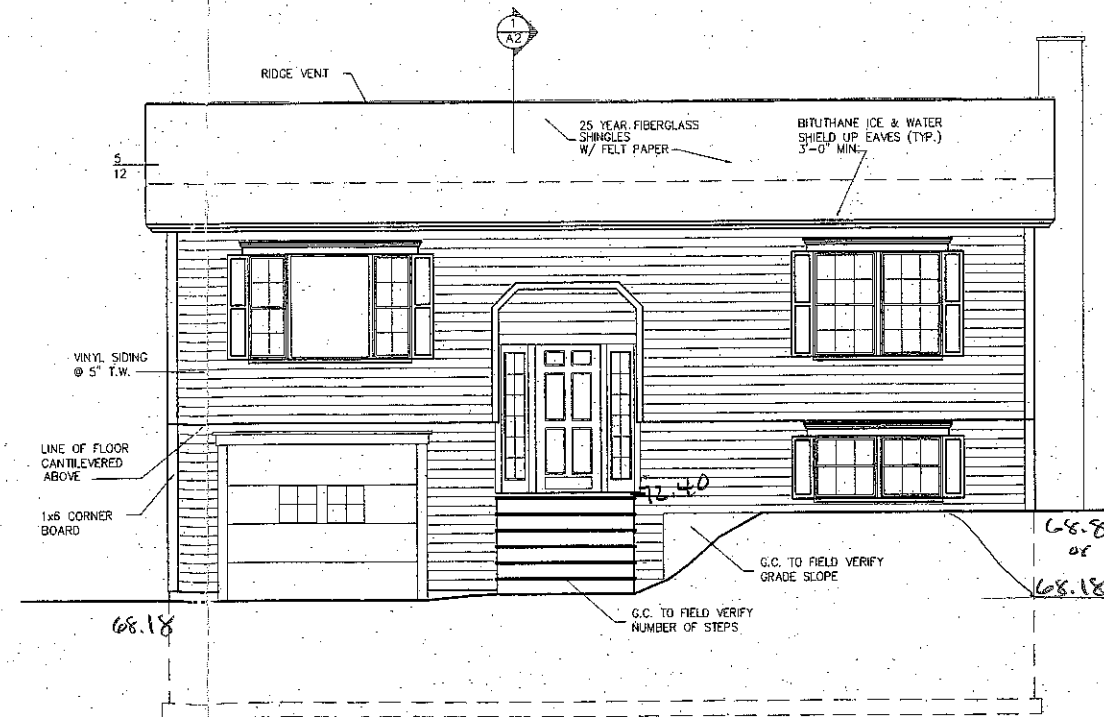 1
A2
RIDGE VENT
25 YEAR FIBERGLASS
SHINGLES
W/ FELT PAPER
BITUTHANE ICE & WATER
SHIELD UP EAVES (TYP.)
3'-0" MIN.
5
12
VINYL SIDING
@ 5" T.W.
LINE OF FLOOR
CANTILEVERED
ABOVE
1x6 CORNER
BOARD
72.40
68.8
or
68.18
G.C. TO FIELD VERIFY
GRADE SLOPE
G.C. TO FIELD VERIFY
NUMBER OF STEPS
68.18